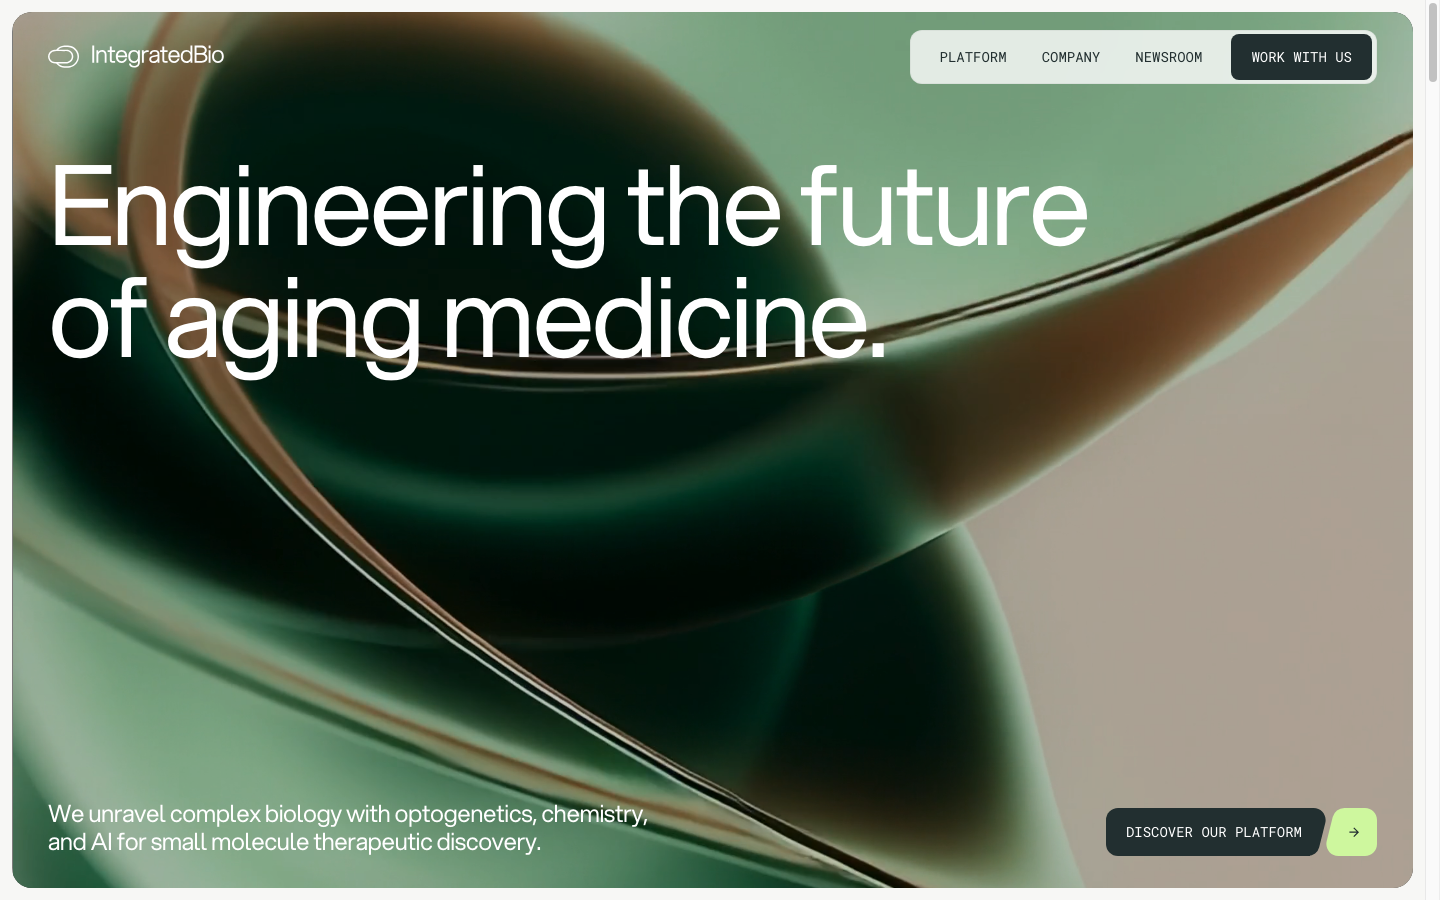 IntegratedBio
PLATFORM
COMPANY
NEWSROOM
WORK WITH US
Engineering the future
of aging medicine.
We unravel complex biology with optogenetics, chemistry,
and AI for small molecule therapeutic discovery.
DISCOVER OUR PLATFORM